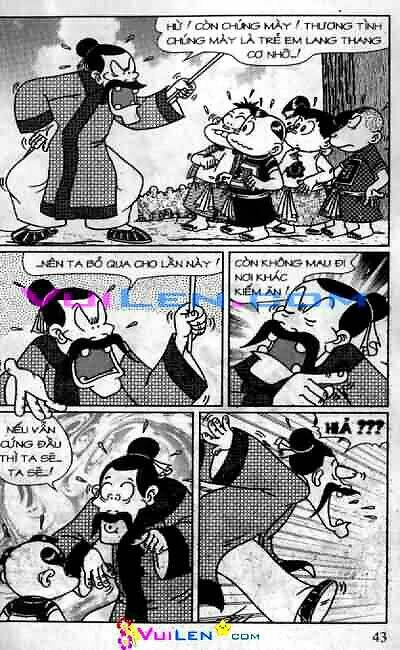 HỪ! CÒN CHÚNG MÀY! THƯƠNG TÌNH
CHÚNG MÀY LÀ TRẺ EM LANG THANG
CƠ NHỠ...!
...NÊN TA BỎ QUA CHO LẦN NÀY!
CÒN KHÔNG MAU ĐI
NƠI KHÁC
KIẾM ĂN!
VUILEN.COM
NẾU VẪN
CỨNG ĐẦU
THÌ TA SẼ...
TA SẼ...!
HIẢ ???
43
VUILEN.COM